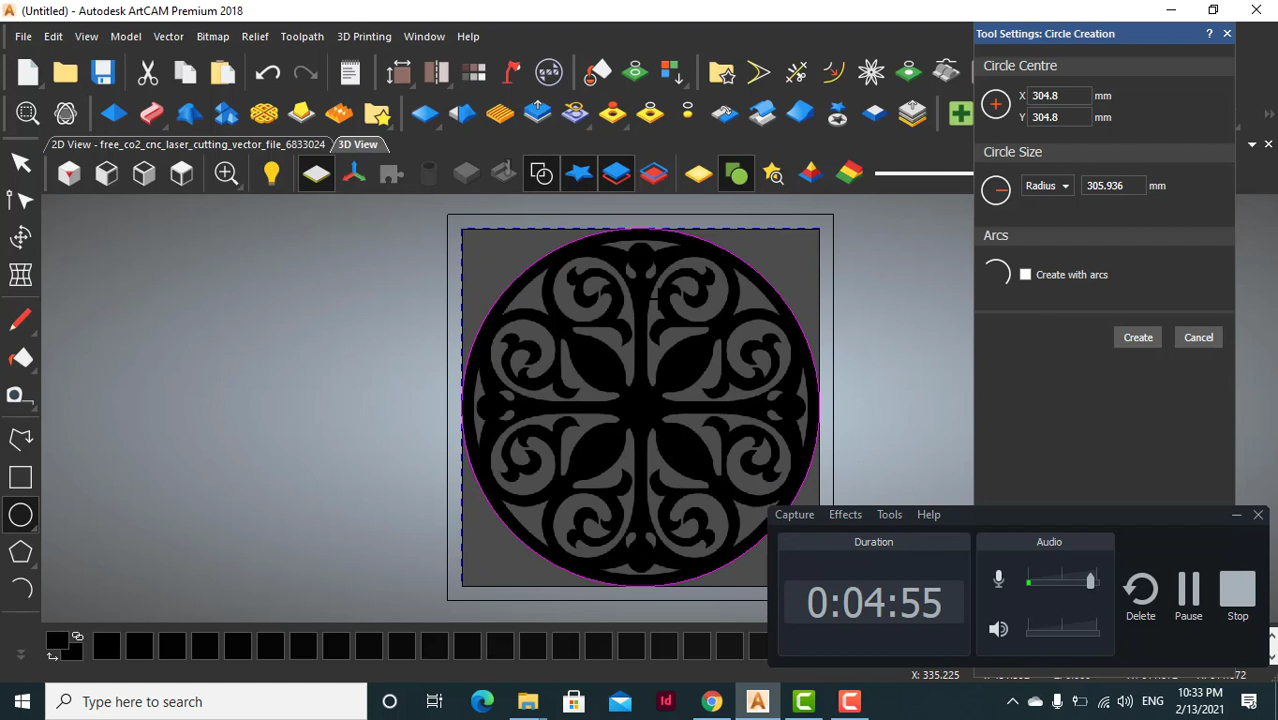 (Untitled) - Autodesk ArtCAM Premium 2018
File Edit View Model Vector Bitmap Relief Toolpath 3D Printing Window Help
Tool Settings: Circle Creation ?
Circle Centre
X 304.8 mm
Y 304.8 mm
2D View - free_co2_cnc_laser_cutting_vector_file_6833024 3D View
Circle Size
Radius 305.936 mm
Arcs
Create with arcs
Create Cancel
Capture Effects Tools Help
Duration Audio
0:04:55
Delete Pause Stop
X: 335.225
Type here to search
Id
A
C
C
ENG
10:33 PM
2/13/2021